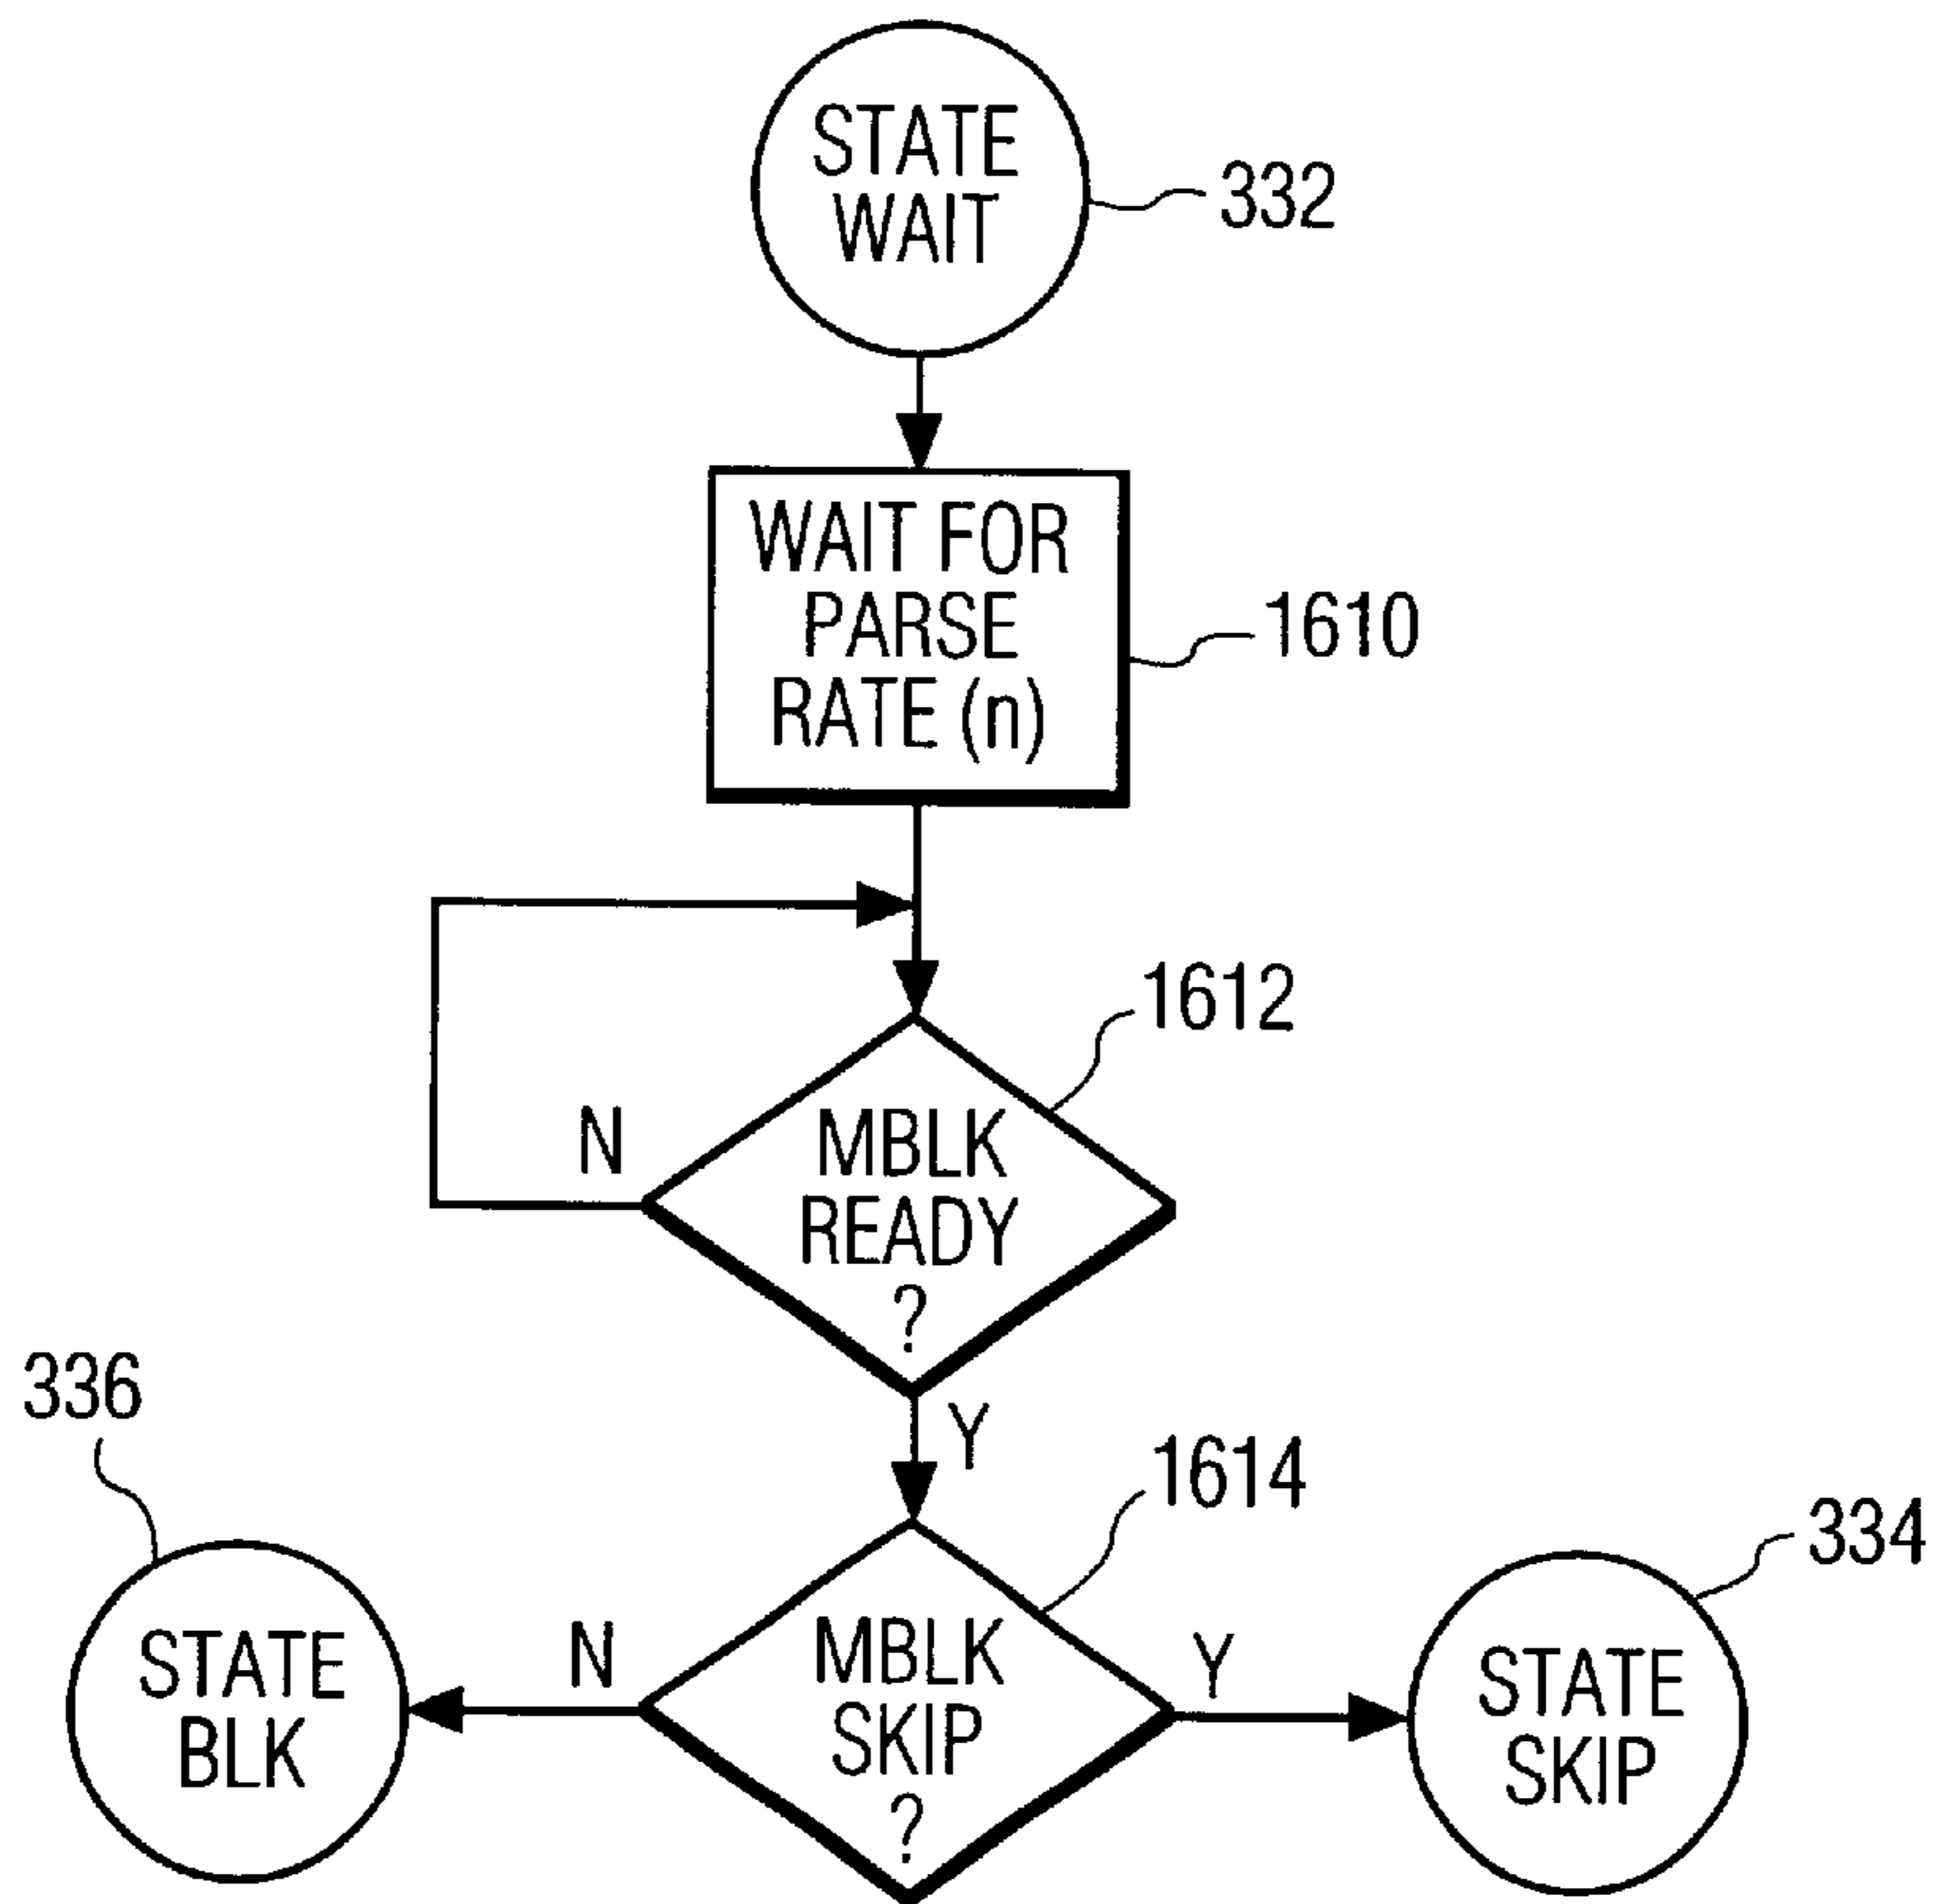 STATE
WAIT
332
WAIT FOR
PARSE
RATE (n)
1610
1612
N
MBLK
READY
?
336
Y
1614
334
STATE
BLK
N
MBLK
SKIP
?
Y
STATE
SKIP